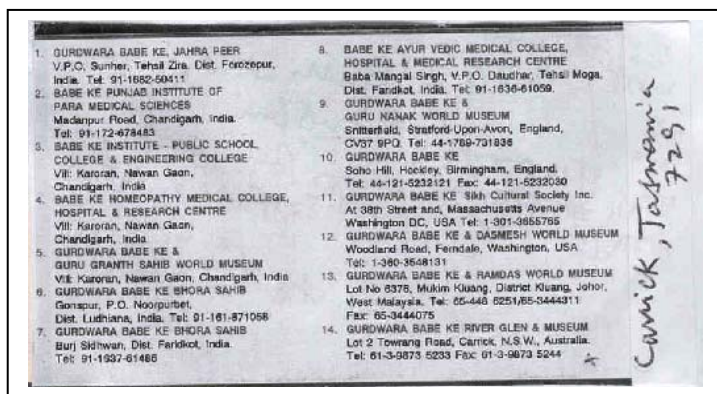 1. GURDWARA BABE KE, JAHRA PEER
V.P.O. Sunher, Tehsil Zira, Dist. Forozepur,
India. Tel: 91-1682-50411
2. BABE KE PUNJAB INSTITUTE OF
PARA MEDICAL SCIENCES
Madanpur Road, Chandigarh, India.
Tel: 91-172-678483
3. BABE KE INSTITUTE - PUBLIC SCHOOL,
COLLEGE & ENGINEERING COLLEGE
Vill: Karoran, Nawan Gaon,
Chandigarh, India
4. BABE KE HOMEOPATHY MEDICAL COLLEGE,
HOSPITAL & RESEARCH CENTRE
Vill: Karoran, Nawan Gaon,
Chandigarh, India
5. GURDWARA BABE KE &
GURU GRANTH SAHIB WORLD MUSEUM
Vill: Karoran, Nawan Gaon, Chandigarh, India
6. GURDWARA BABE KE BHORA SAHIB
Gonspur, P.O. Noorpurbet,
Dist. Ludhiana, India. Tel: 91-161-871058
7. GURDWARA BABE KE BHORA SAHIB
Burj Sidhwan, Dist. Faridkot, India.
Tel: 91-1937-61486
8. BABE KE AYUR VEDIC MEDICAL COLLEGE,
HOSPITAL & MEDICAL RESEARCH CENTRE
Baba Mangal Singh, V.P.O. Daudhar, Tehsil Moga,
Dist. Faridkot, India. Tel: 91-1636-61059.
9. GURDWARA BABE KE &
GURU NANAK WORLD MUSEUM
Snitterfield, Stratford-Upon-Avon, England,
CV37 9PQ. Tel: 44-1789-731836
10. GURDWARA BABE KE
Soho Hill, Hockley, Birmingham, England.
Tel: 44-121-5232121 Fax: 44-121-5232030
11. GURDWARA BABE KE Sikh Cultural Society Inc.
At 38th Street and, Massachusetts Avenue
Washington DC, USA Tel: 1-301-3655765
12. GURDWARA BABE KE & DASMESH WORLD MUSEUM
Woodland Road, Ferndale, Washington, USA
Tel: 1-360-3548131
13. GURDWARA BABE KE & RAMDAS WORLD MUSEUM
Lot No 6378, Mukim Kluang, District Kluang, Johor,
West Malaysia. Tel: 65-448 6251/65-3444311
Fax: 65-3444075
14. GURDWARA BABE KE RIVER GLEN & MUSEUM
Lot 2 Towrang Road, Carrick, N.S.W., Australia.
Tel: 61-3-9873 5233 Fax: 61-3-9873 5244
Carrick, Tasmania
7291